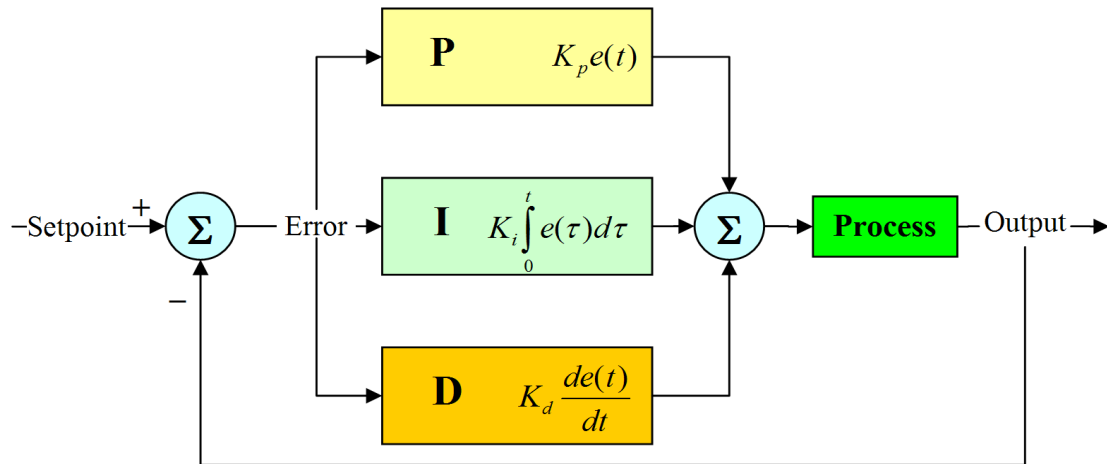 P K_p e(t)
Setpoint + Σ Error I K_i ∫_0^t e(τ)dτ Σ Process Output
−
D K_d de(t)/dt